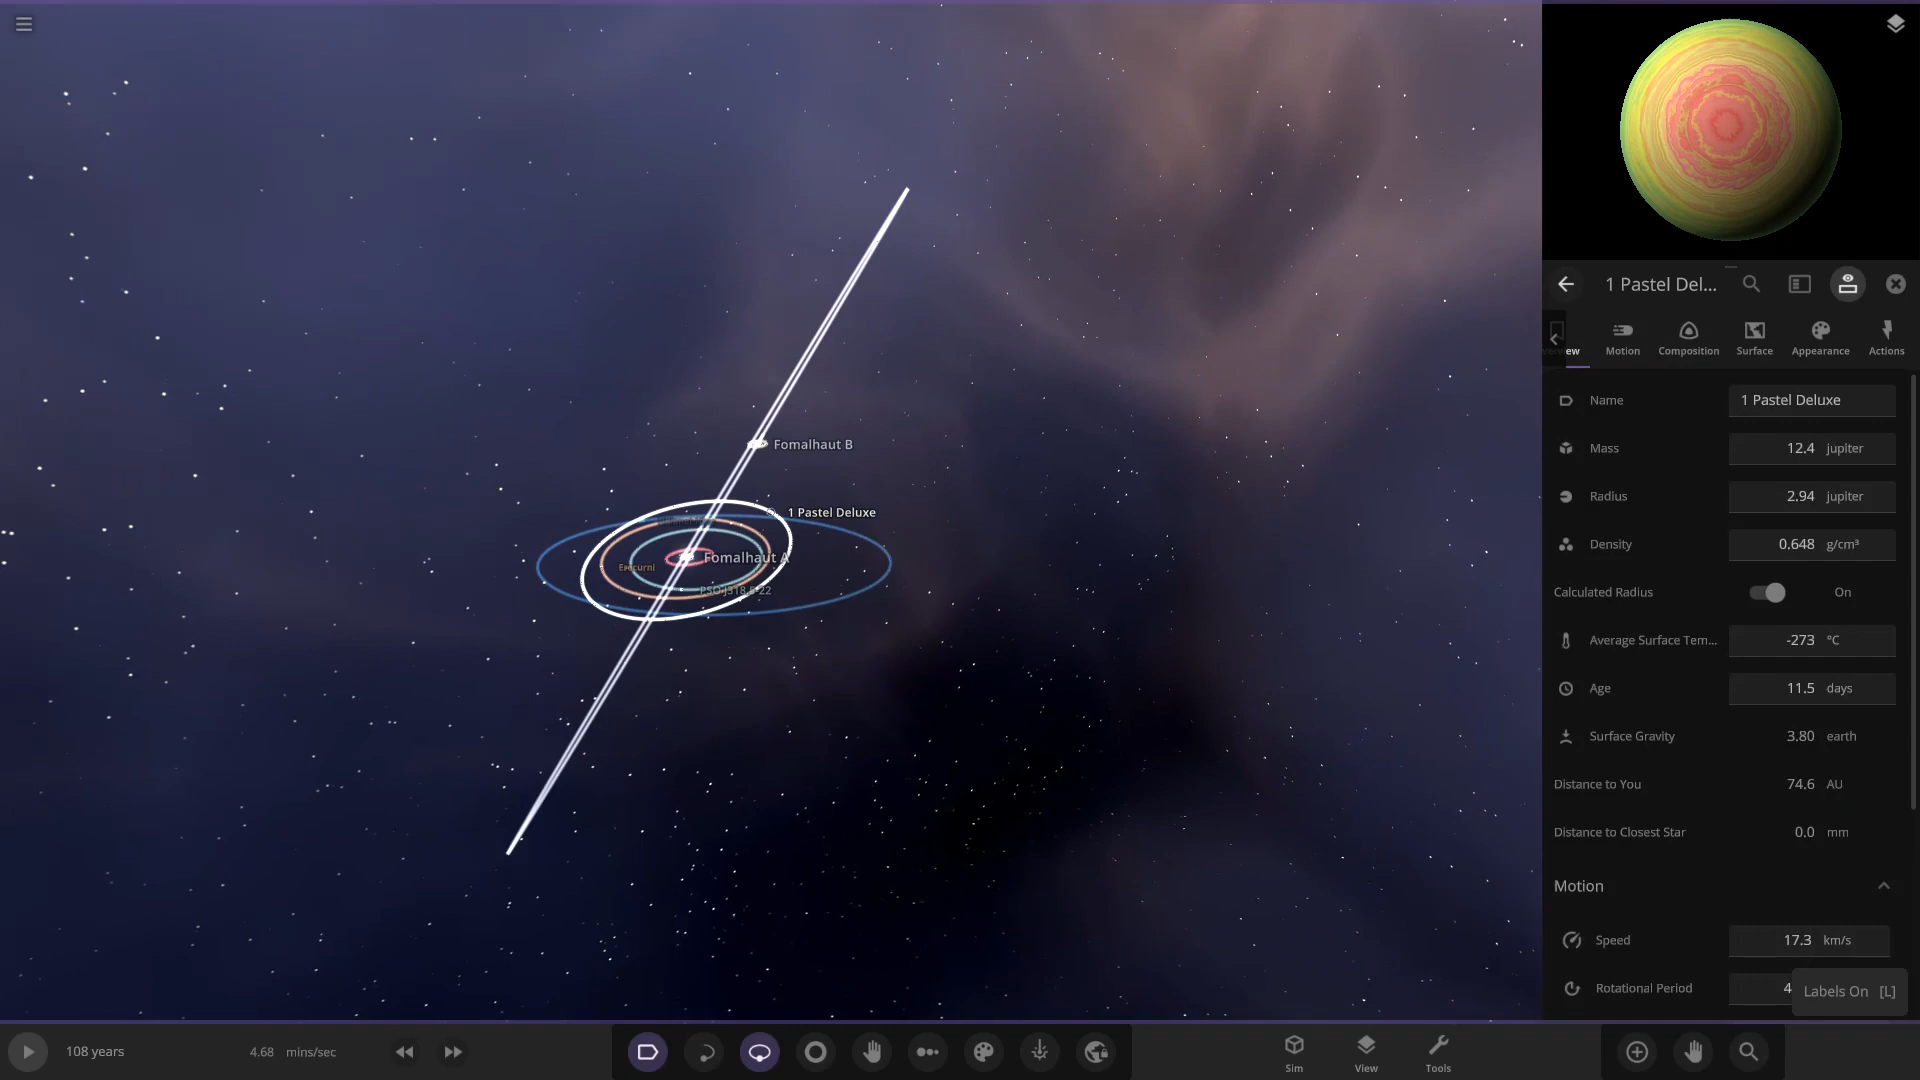 Fomalhaut B
1 Pastel Deluxe
Fomalhaut A
1 Pastel Del...
ew
Motion
Composition
Surface
Appearance
Actions
Name
1 Pastel Deluxe
Mass
12.4 jupiter
Radius
2.94 jupiter
Density
0.648 g/cm³
Calculated Radius
On
Average Surface Tem...
-273 °C
Age
11.5 days
Surface Gravity
3.80 earth
Distance to You
74.6 AU
Distance to Closest Star
0.0 mm
Motion
Speed
17.3 km/s
Rotational Period
4
Labels On [L]
108 years
4.68 mins/sec
Sim
View
Tools